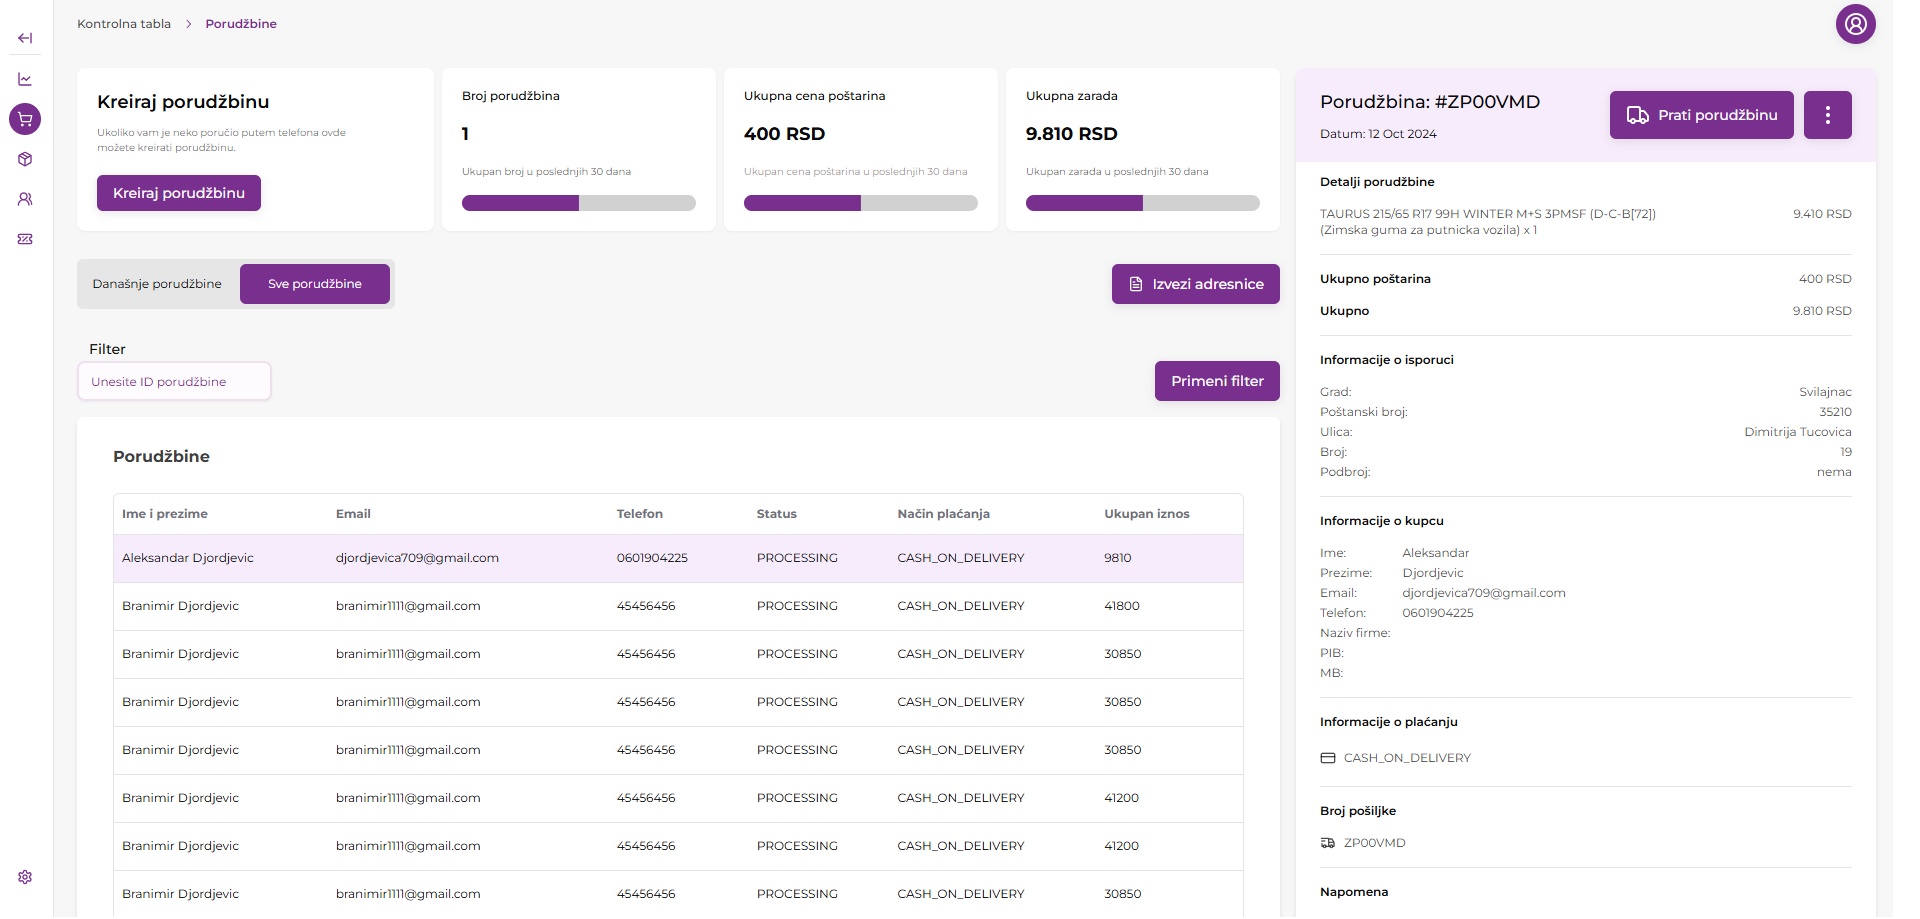 Kontrolna tabla > Porudžbine
Kreiraj porudžbinu
Ukoliko vam je neko poručio putem telefona ovde
možete kreirati porudžbinu.
Kreiraj porudžbinu
Broj porudžbina
1
Ukupan broj u poslednjih 30 dana
Ukupna cena poštarina
400 RSD
Ukupan cena poštarina u poslednjih 30 dana
Ukupna zarada
9.810 RSD
Ukupan zarada u poslednjih 30 dana
Današnje porudžbine
Sve porudžbine
Izvezi adresnice
Filter
Unesite ID porudžbine
Primeni filter
Porudžbine
Ime i prezime Email Telefon Status Način plaćanja Ukupan iznos
Aleksandar Djordjevic djordjevica709@gmail.com 0601904225 PROCESSING CASH_ON_DELIVERY 9810
Branimir Djordjevic branimir1111@gmail.com 45456456 PROCESSING CASH_ON_DELIVERY 41800
Branimir Djordjevic branimir1111@gmail.com 45456456 PROCESSING CASH_ON_DELIVERY 30850
Branimir Djordjevic branimir1111@gmail.com 45456456 PROCESSING CASH_ON_DELIVERY 30850
Branimir Djordjevic branimir1111@gmail.com 45456456 PROCESSING CASH_ON_DELIVERY 30850
Branimir Djordjevic branimir1111@gmail.com 45456456 PROCESSING CASH_ON_DELIVERY 41200
Branimir Djordjevic branimir1111@gmail.com 45456456 PROCESSING CASH_ON_DELIVERY 41200
Branimir Djordjevic branimir1111@gmail.com 45456456 PROCESSING CASH_ON_DELIVERY 30850
Porudžbina: #ZP00VMD
Datum: 12 Oct 2024
Prati porudžbinu
Detalji porudžbine
TAURUS 215/65 R17 99H WINTER M+S 3PMSF (D-C-B[72]) 9.410 RSD
(Zimska guma za putnicka vozila) x 1
Ukupno poštarina 400 RSD
Ukupno 9.810 RSD
Informacije o isporuci
Grad: Svilajnac
Poštanski broj: 35210
Ulica: Dimitrija Tucovica
Broj: 19
Podbroj: nema
Informacije o kupcu
Ime: Aleksandar
Prezime: Djordjevic
Email: djordjevica709@gmail.com
Telefon: 0601904225
Naziv firme:
PIB:
MB:
Informacije o plaćanju
CASH_ON_DELIVERY
Broj pošiljke
ZP00VMD
Napomena